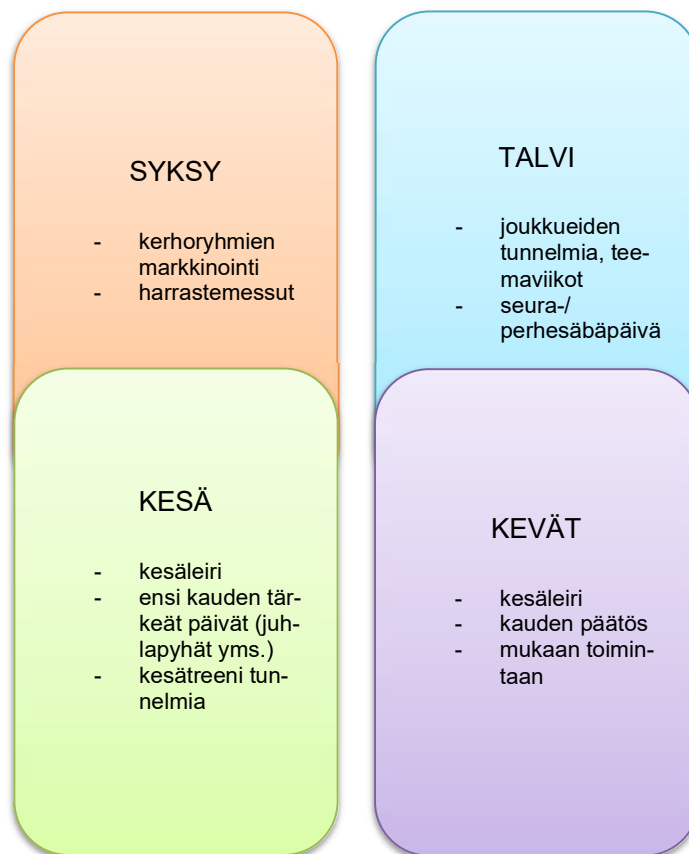 SYKSY
- kerhoryhmien
markkinointi
- harrastemessut
TALVI
- joukkueiden
tunnelmia, tee-
maviikot
- seura-/
perhesäbäpäivä
KESÄ
- kesäleiri
- ensi kauden tär-
keät päivät (juh-
lapyhät yms.)
- kesätreeni tun-
nelmia
KEVÄT
- kesäleiri
- kauden päätös
- mukaan toimin-
taan